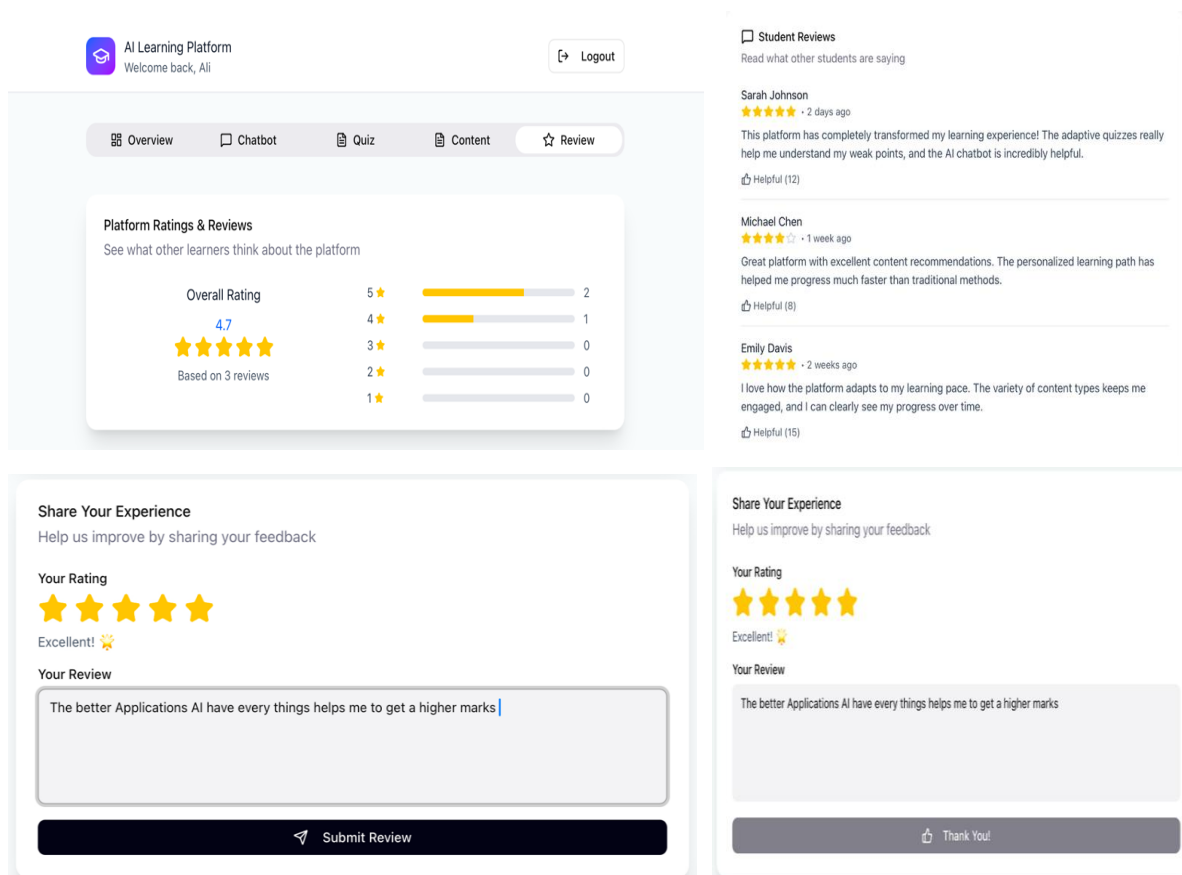 AI Learning Platform
Welcome back, Ali
Logout
Overview
Chatbot
Quiz
Content
Review
Platform Ratings & Reviews
See what other learners think about the platform
Overall Rating
4.7
Based on 3 reviews
5
2
4
1
3
0
2
0
1
0
Student Reviews
Read what other students are saying
Sarah Johnson
• 2 days ago
This platform has completely transformed my learning experience! The adaptive quizzes really
help me understand my weak points, and the AI chatbot is incredibly helpful.
Helpful (12)
Michael Chen
• 1 week ago
Great platform with excellent content recommendations. The personalized learning path has
helped me progress much faster than traditional methods.
Helpful (8)
Emily Davis
• 2 weeks ago
I love how the platform adapts to my learning pace. The variety of content types keeps me
engaged, and I can clearly see my progress over time.
Helpful (15)
Share Your Experience
Help us improve by sharing your feedback
Your Rating
Excellent! 🌟
Your Review
The better Applications AI have every things helps me to get a higher marks
Submit Review
Share Your Experience
Help us improve by sharing your feedback
Your Rating
Excellent! 🌟
Your Review
The better Applications AI have every things helps me to get a higher marks
Thank You!